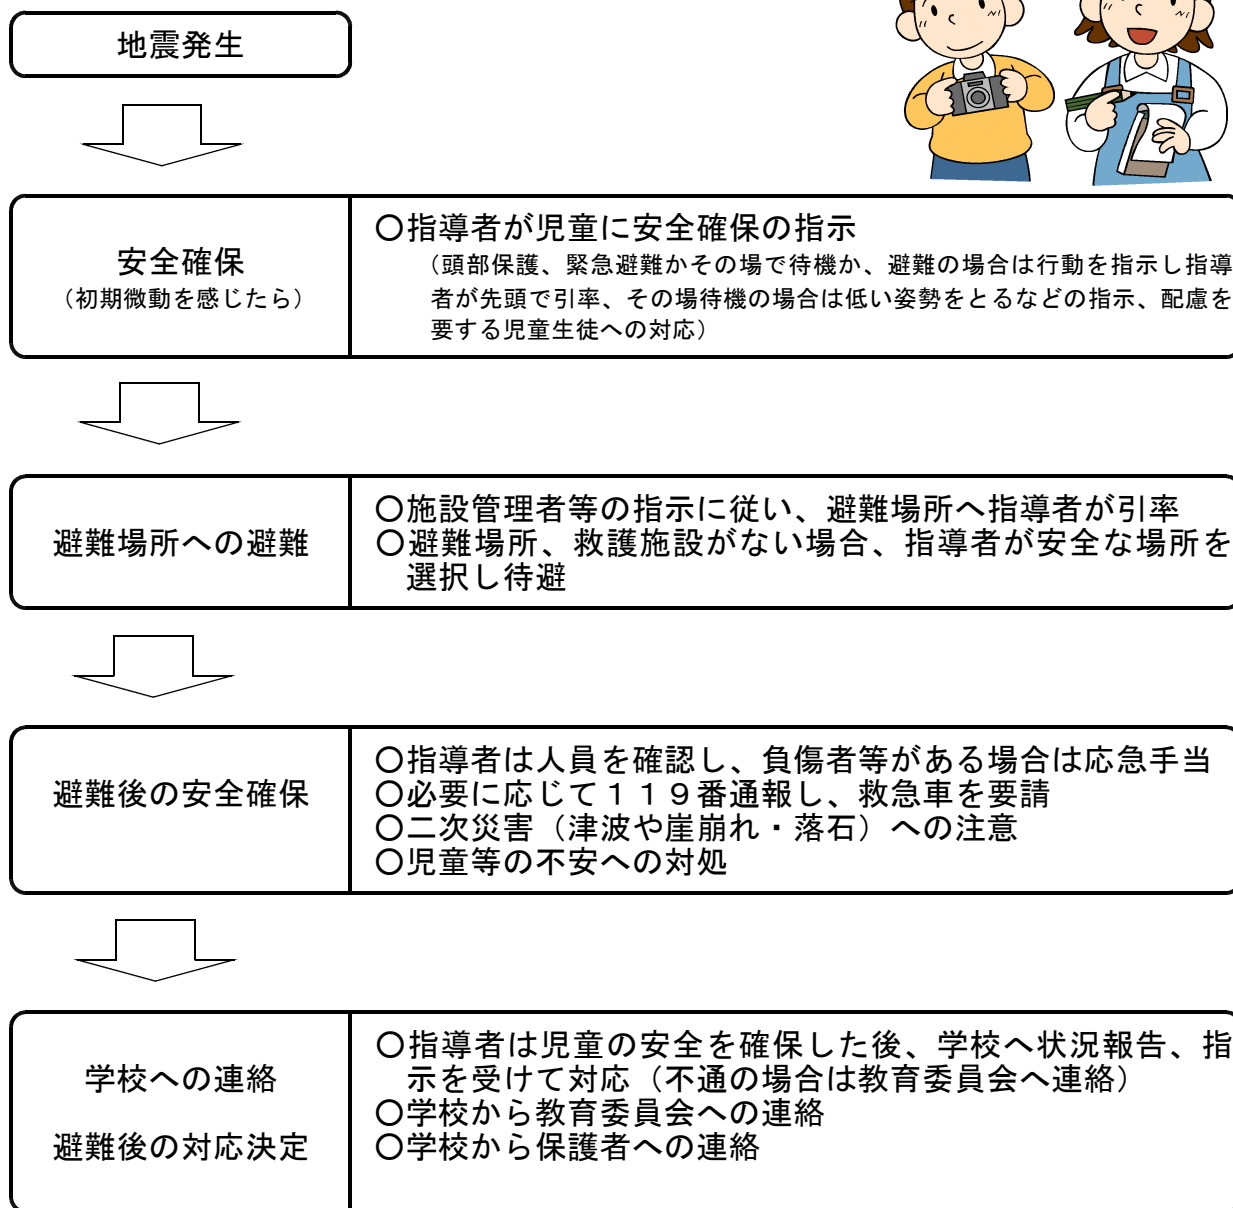 地震発生
安全確保
（初期微動を感じたら）
○指導者が児童に安全確保の指示
（頭部保護、緊急避難かその場で待機か、避難の場合は行動を指示し指導
者が先頭で引率、その場待機の場合は低い姿勢をとるなどの指示、配慮を
要する児童生徒への対応）
避難場所への避難
○施設管理者等の指示に従い、避難場所へ指導者が引率
○避難場所、救護施設がない場合、指導者が安全な場所を
選択し待避
避難後の安全確保
○指導者は人員を確認し、負傷者等がある場合は応急手当
○必要に応じて１１９番通報し、救急車を要請
○二次災害（津波や崖崩れ・落石）への注意
○児童等の不安への対処
学校への連絡
避難後の対応決定
○指導者は児童の安全を確保した後、学校へ状況報告、指
示を受けて対応（不通の場合は教育委員会へ連絡）
○学校から教育委員会への連絡
○学校から保護者への連絡